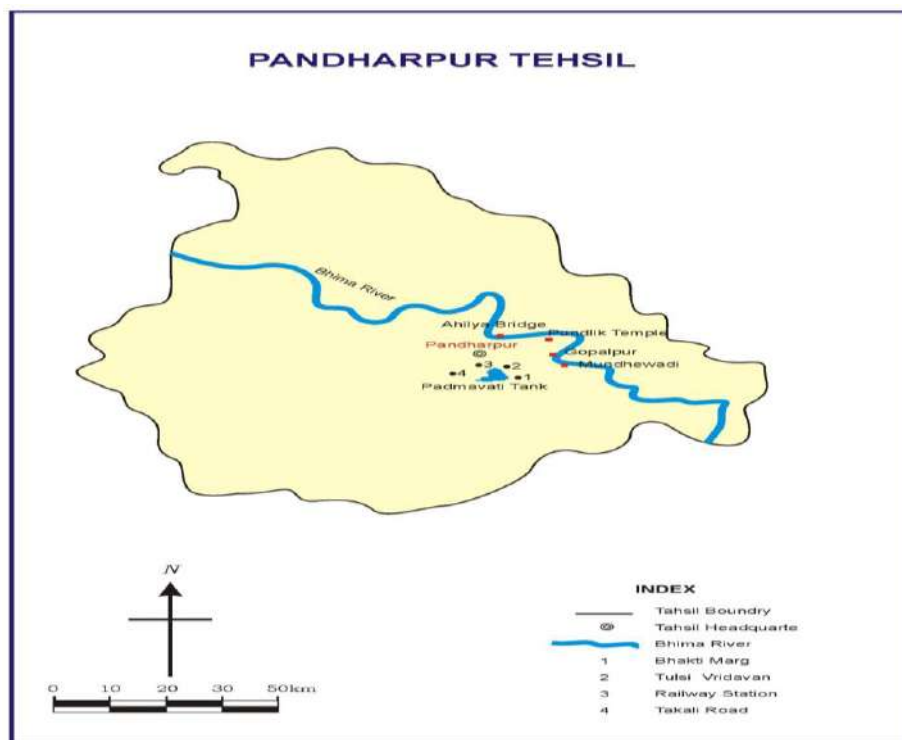 PANDHARPUR TEHSIL
Bhima River
Ahilya Bridge
Pundlik Temple
Pandharpur
Gopalpur
Mundhewadi
3
2
4
1
Padmavati Tank
N
0 10 20 30 50km
INDEX
Tahsil Boundry
Tahsil Headquarte
Bhima River
1 Bhakti Marg
2 Tulsi Vridavan
3 Railway Station
4 Takali Road